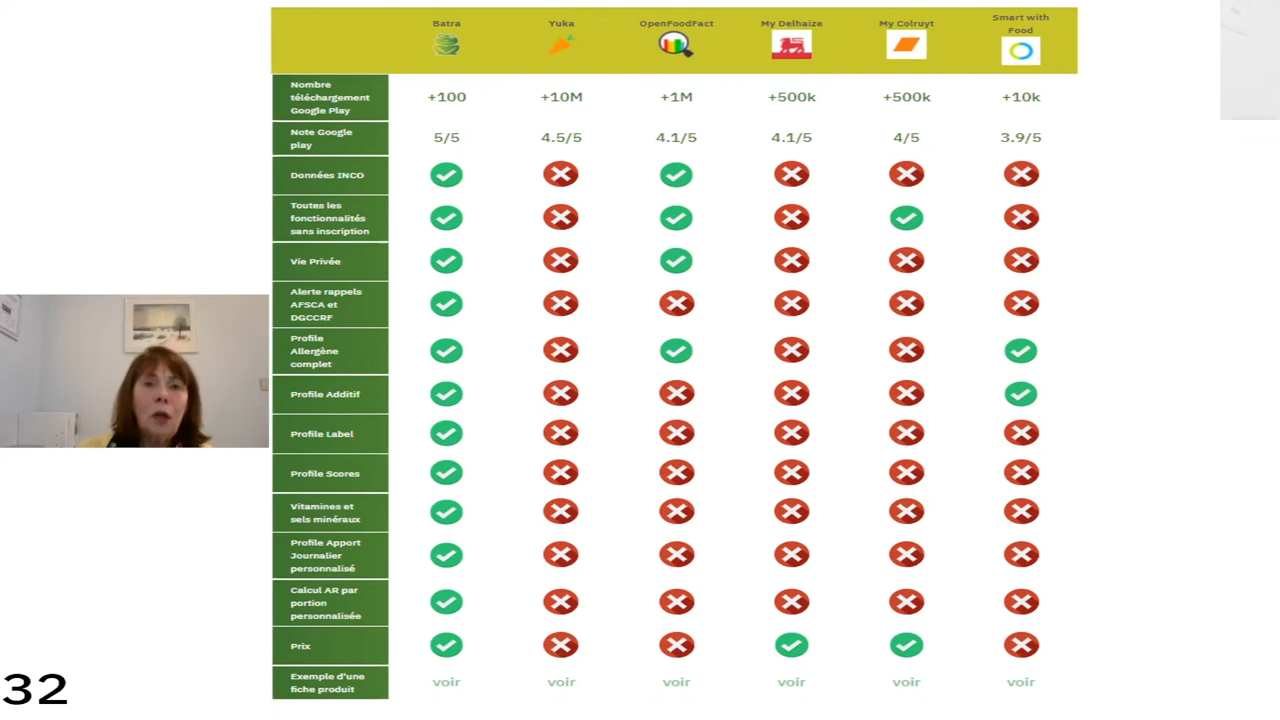 Batra Yuka OpenFoodFact My Delhaize My Colruyt Smart with
Food
Nombre
téléchargement
Google Play
+100 +10M +1M +500k +500k +10k
Note Google
play
5/5 4.5/5 4.1/5 4.1/5 4/5 3.9/5
Données INCO
Toutes les
fonctionnalités
sans inscription
Vie Privée
Alerte rappels
AFSCA et
DGCCRF
Profile
Allergène
complet
Profile Additif
Profile Label
Profile Scores
Vitamines et
sels minéraux
Profile Apport
Journalier
personnalisé
Calcul AR par
portion
personnalisée
Prix
Exemple d'une
fiche produit
voir voir voir voir voir voir
32